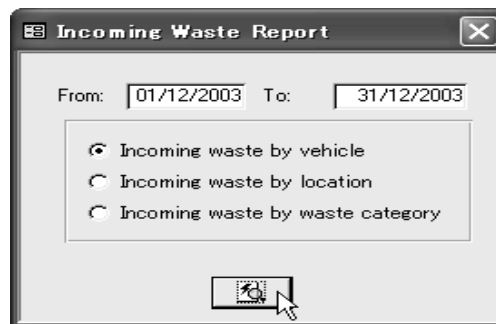 Incoming Waste Report
From: 01/12/2003 To: 31/12/2003
Incoming waste by vehicle
Incoming waste by location
Incoming waste by waste category